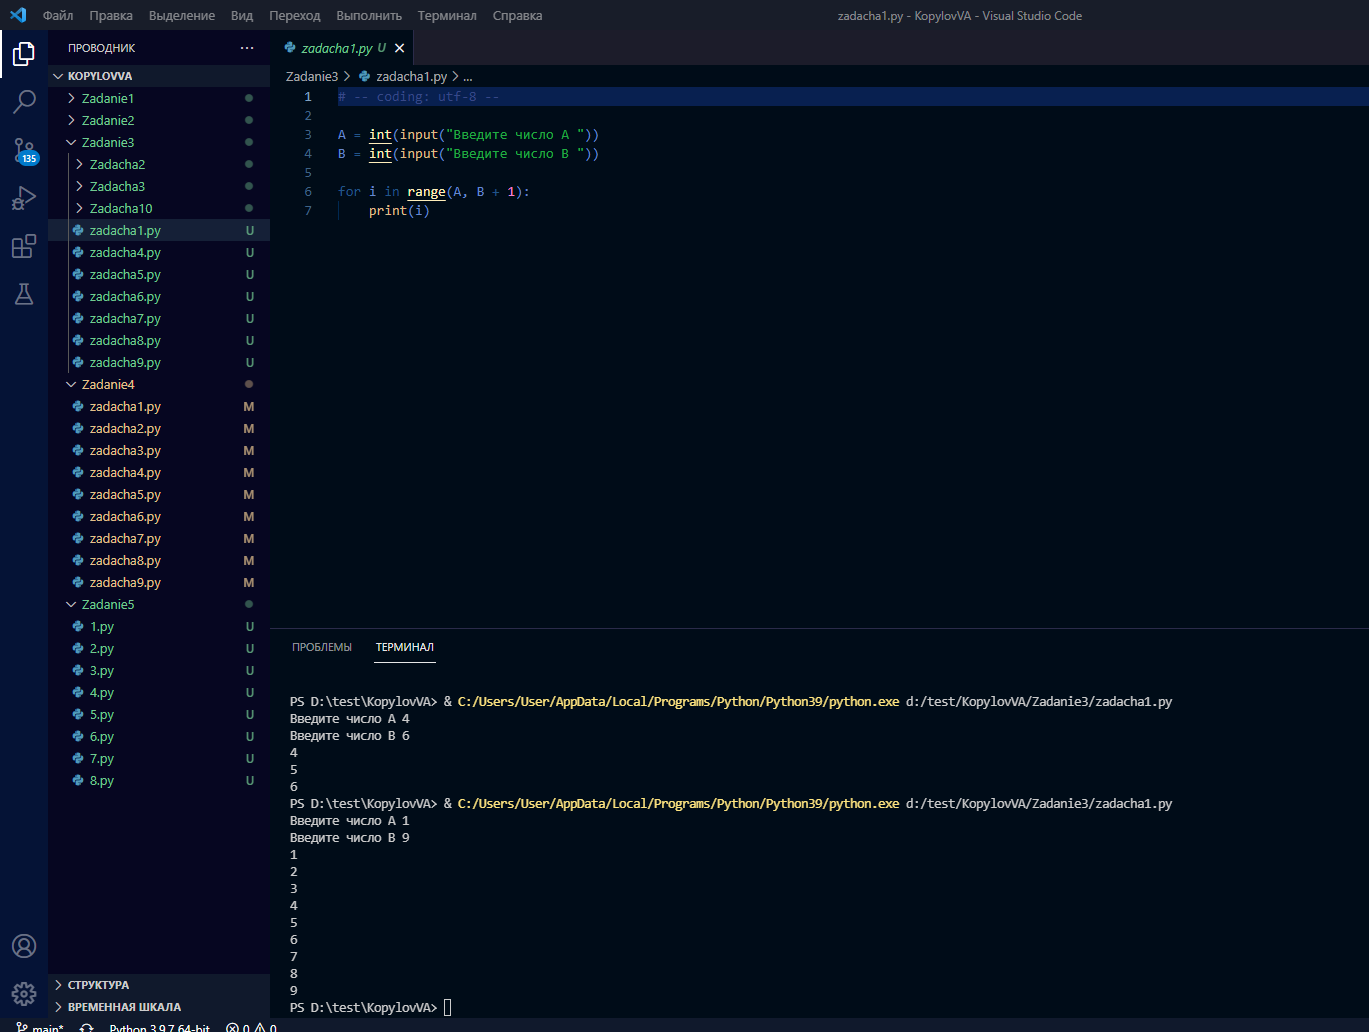 Файл Правка Выделение Вид Переход Выполнить Терминал Справка zadacha1.py - KopylovVA - Visual Studio Code
ПРОВОДНИК ...
KOPYLOVVA
Zadanie1
Zadanie2
Zadanie3
Zadacha2
Zadacha3
Zadacha10
zadacha1.py U
zadacha4.py U
zadacha5.py U
zadacha6.py U
zadacha7.py U
zadacha8.py U
zadacha9.py U
Zadanie4
zadacha1.py M
zadacha2.py M
zadacha3.py M
zadacha4.py M
zadacha5.py M
zadacha6.py M
zadacha7.py M
zadacha8.py M
zadacha9.py M
Zadanie5
1.py U
2.py U
3.py U
4.py U
5.py U
6.py U
7.py U
8.py U
СТРУКТУРА
ВРЕМЕННАЯ ШКАЛА
135
zadacha1.py U
Zadanie3 > zadacha1.py > ...
1 # -- coding: utf-8 --
2
3 A = int(input("Введите число A "))
4 B = int(input("Введите число B "))
5
6 for i in range(A, B + 1):
7 print(i)
ПРОБЛЕМЫ ТЕРМИНАЛ
PS D:\test\KopylovVA> & C:/Users/User/AppData/Local/Programs/Python/Python39/python.exe d:/test/KopylovVA/Zadanie3/zadacha1.py
Введите число A 4
Введите число B 6
4
5
6
PS D:\test\KopylovVA> & C:/Users/User/AppData/Local/Programs/Python/Python39/python.exe d:/test/KopylovVA/Zadanie3/zadacha1.py
Введите число A 1
Введите число B 9
1
2
3
4
5
6
7
8
9
PS D:\test\KopylovVA>
main* Python 3.9.7 64-bit 0 0